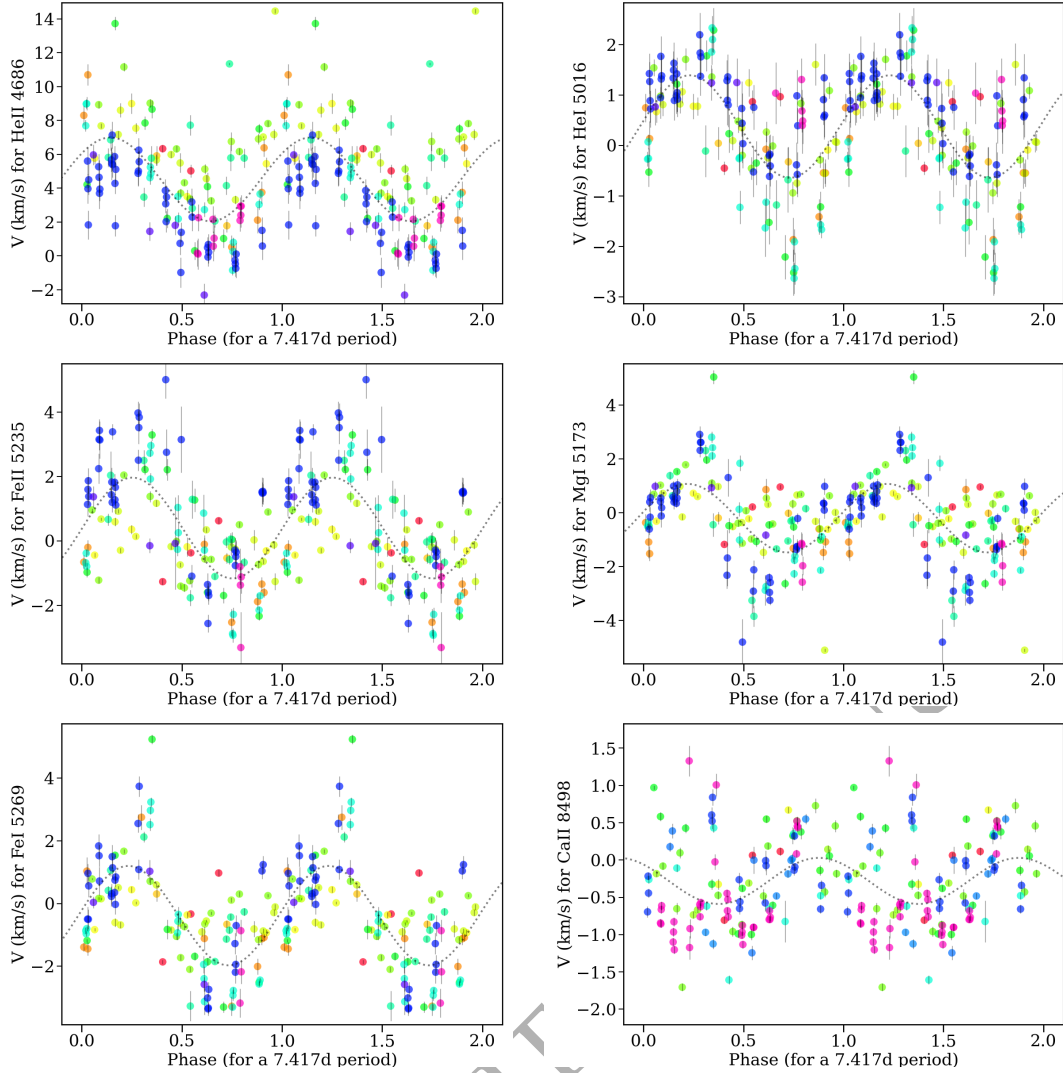 14
12
10
8
6
4
2
0
−2
V (km/s) for HeII 4686
0.0 0.5 1.0 1.5 2.0
Phase (for a 7.417d period)
2
1
0
−1
−2
−3
V (km/s) for HeI 5016
0.0 0.5 1.0 1.5 2.0
Phase (for a 7.417d period)
4
2
0
−2
V (km/s) for FeII 5235
0.0 0.5 1.0 1.5 2.0
Phase (for a 7.417d period)
4
2
0
−2
−4
V (km/s) for MgI 5173
0.0 0.5 1.0 1.5 2.0
Phase (for a 7.417d period)
4
2
0
−2
V (km/s) for FeI 5269
0.0 0.5 1.0 1.5 2.0
Phase (for a 7.417d period)
1.5
1.0
0.5
0.0
−0.5
−1.0
−1.5
−2.0
V (km/s) for CaII 8498
0.0 0.5 1.0 1.5 2.0
Phase (for a 7.417d period)